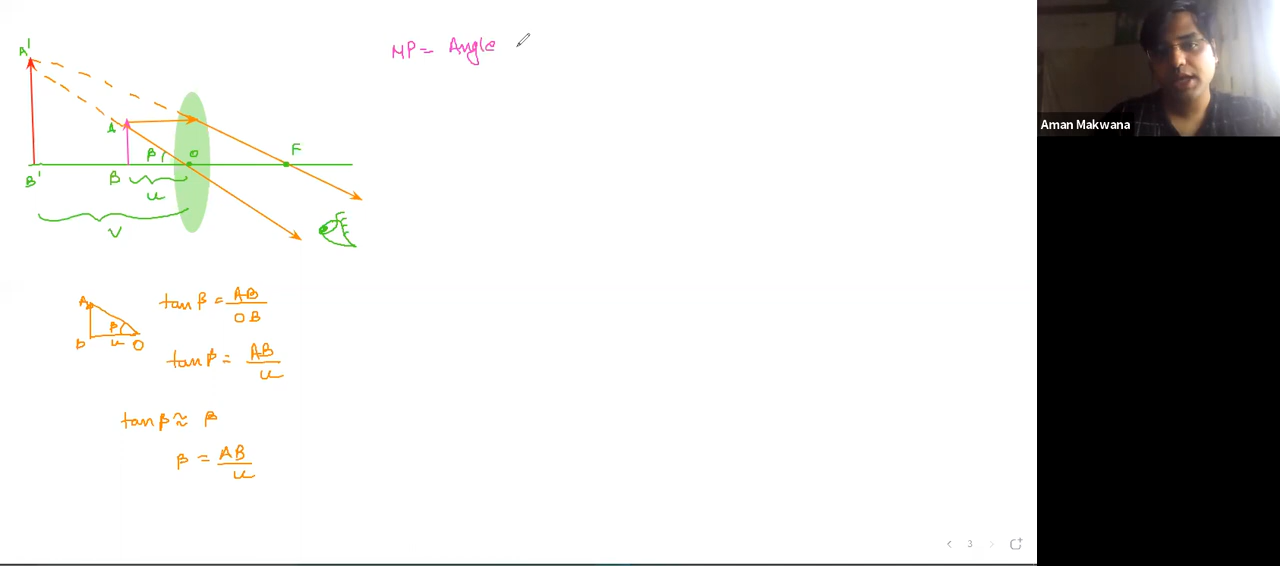 A'
MP = Angle
A
β
O
F
B'
B
u
v
Aman Makwana
A
β
B
u
O
tan β = AB / OB
tan β = AB / u
tan β ≈ β
β = AB / u
3